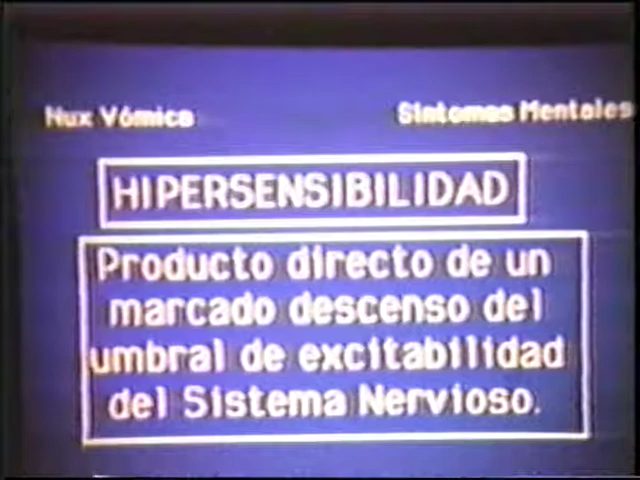 Nux Vómica Síntomas Mentales
HIPERSENSIBILIDAD
Producto directo de un
marcado descenso del
umbral de excitabilidad
del Sistema Nervioso.